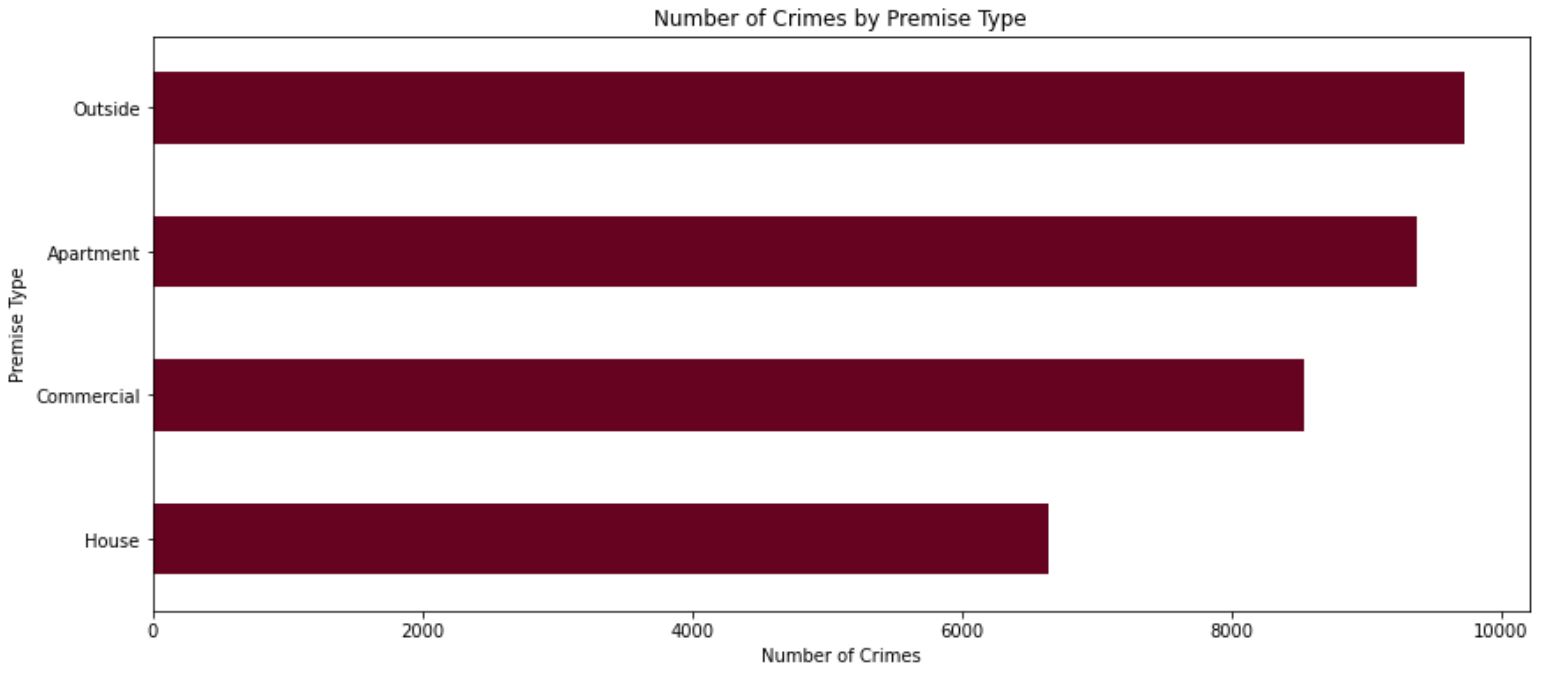 Number of Crimes by Premise Type
Outside
Apartment
Commercial
House
Premise Type
0 2000 4000 6000 8000 10000
Number of Crimes